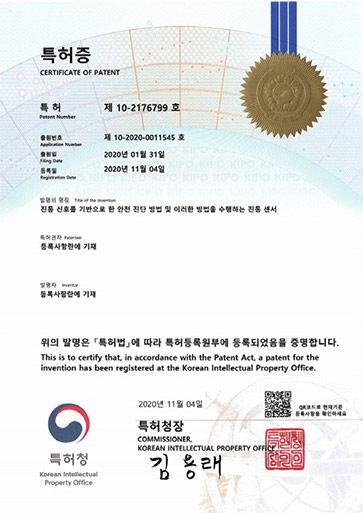 특허증
CERTIFICATE OF PATENT
특 허 제 10-2176799 호
Patent Number
출원번호 제 10-2020-0011545 호
Application Number
출원일 2020년 01월 31일
Filing Date
등록일 2020년 11월 04일
Registration Date
발명의 명칭 Title of the Invention
진동 신호를 기반으로 한 안전 진단 방법 및 이러한 방법을 수행하는 진동 센서
특허권자 Patentee
등록사항란에 기재
발명자 Inventor
등록사항란에 기재
위의 발명은 「특허법」에 따라 특허등록원부에 등록되었음을 증명합니다.
This is to certify that, in accordance with the Patent Act, a patent for the
invention has been registered at the Korean Intellectual Property Office.
2020년 11월 04일
QR코드로 현재기준
등록사항을 확인하세요
특허청장
COMMISSIONER,
KOREAN INTELLECTUAL PROPERTY OFFICE
김용래
특허청
Korean Intellectual
Property Office